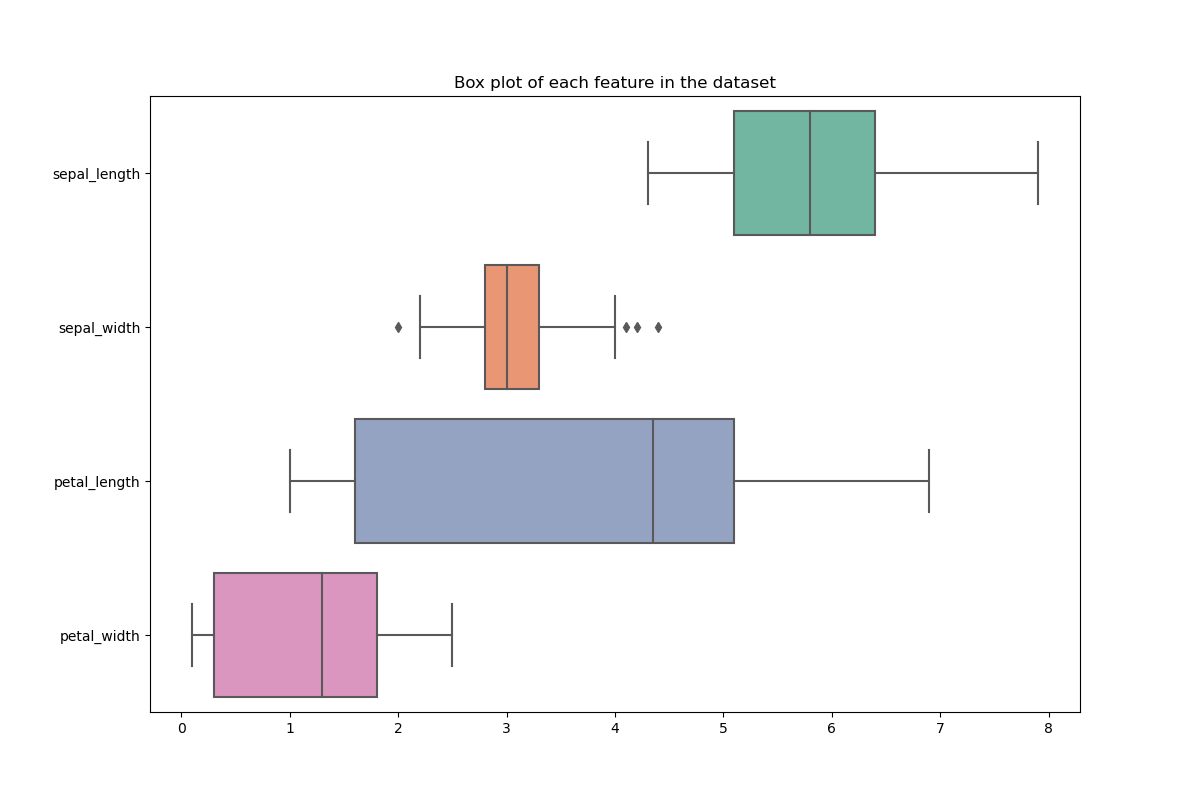 Box plot of each feature in the dataset
sepal_length
sepal_width
petal_length
petal_width
0 1 2 3 4 5 6 7 8